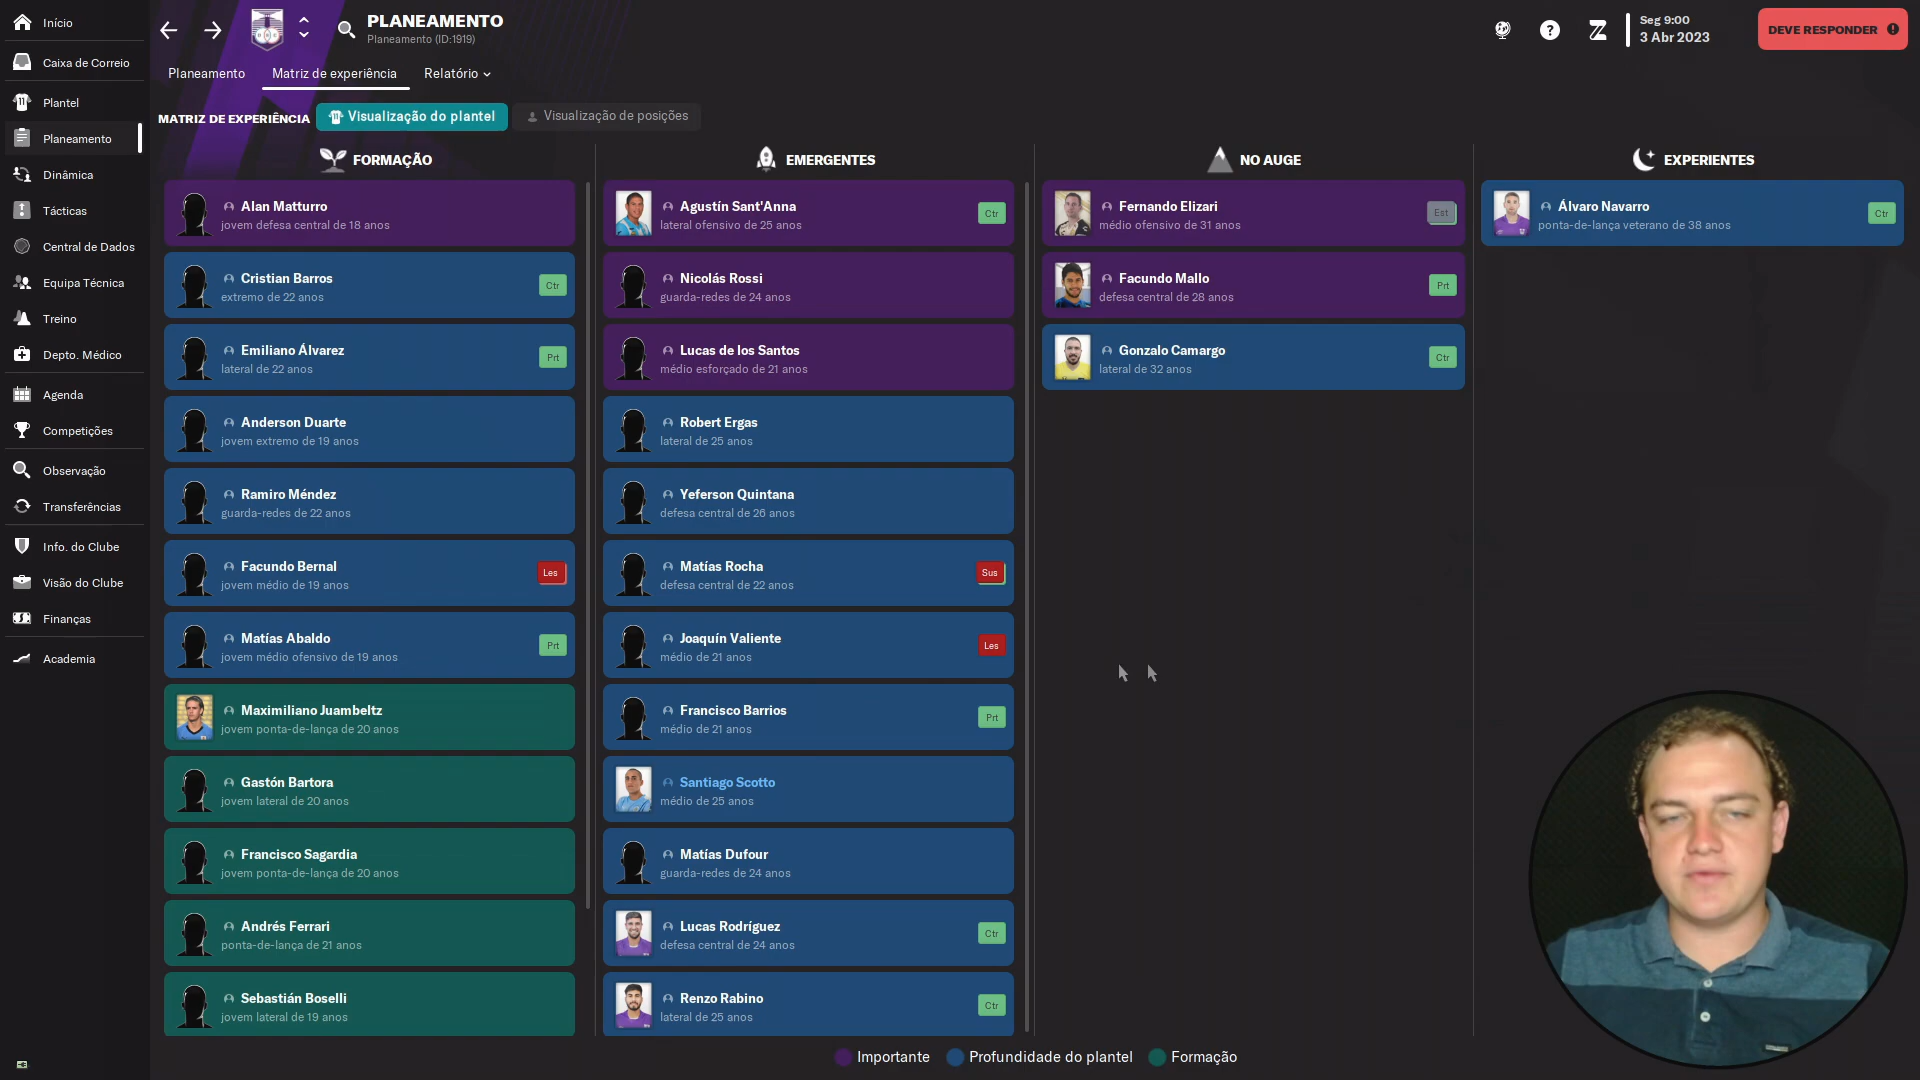 Início
Caixa de Correio
Plantel
Planeamento
Dinâmica
Tácticas
Central de Dados
Equipa Técnica
Treino
Depto. Médico
Agenda
Competições
Observação
Transferências
Info. do Clube
Visão do Clube
Finanças
Academia
PLANEAMENTO
Planeamento (ID:1919)
Seg 9:00
3 Abr 2023
DEVE RESPONDER
Planeamento
Matriz de experiência
Relatório
MATRIZ DE EXPERIÊNCIA
Visualização do plantel
Visualização de posições
FORMAÇÃO
Alan Matturro
jovem defesa central de 18 anos
Cristian Barros
extremo de 22 anos
Ctr
Emiliano Álvarez
lateral de 22 anos
Prt
Anderson Duarte
jovem extremo de 19 anos
Ramiro Méndez
guarda-redes de 22 anos
Facundo Bernal
jovem médio de 19 anos
Les
Matías Abaldo
jovem médio ofensivo de 19 anos
Prt
Maximiliano Juambeltz
jovem ponta-de-lança de 20 anos
Gastón Bartora
jovem lateral de 20 anos
Francisco Sagardia
jovem ponta-de-lança de 20 anos
Andrés Ferrari
ponta-de-lança de 21 anos
Sebastián Boselli
jovem lateral de 19 anos
EMERGENTES
Agustín Sant'Anna
lateral ofensivo de 25 anos
Ctr
Nicolás Rossi
guarda-redes de 24 anos
Lucas de los Santos
médio esforçado de 21 anos
Robert Ergas
lateral de 25 anos
Yeferson Quintana
defesa central de 26 anos
Matías Rocha
defesa central de 22 anos
Sus
Joaquín Valiente
médio de 21 anos
Les
Francisco Barrios
médio de 21 anos
Prt
Santiago Scotto
médio de 25 anos
Matías Dufour
guarda-redes de 24 anos
Lucas Rodríguez
defesa central de 24 anos
Ctr
Renzo Rabino
lateral de 25 anos
Ctr
NO AUGE
Fernando Elizari
médio ofensivo de 31 anos
Est
Facundo Mallo
defesa central de 28 anos
Prt
Gonzalo Camargo
lateral de 32 anos
Ctr
EXPERIENTES
Álvaro Navarro
ponta-de-lança veterano de 38 anos
Ctr
Importante
Profundidade do plantel
Formação